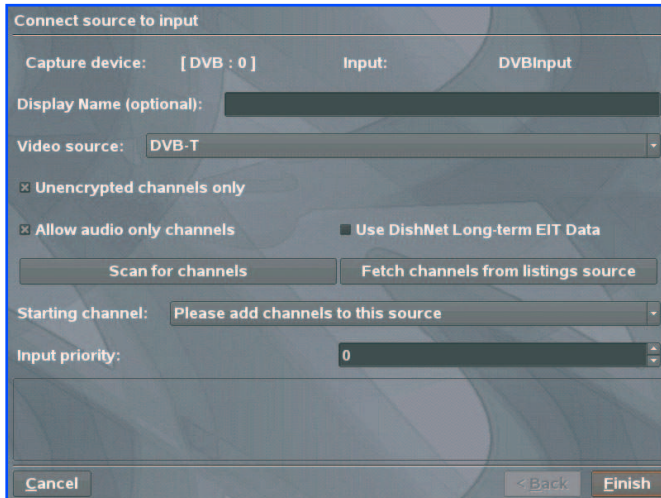 Connect source to input
Capture device: [ DVB : 0 ] Input: DVBInput
Display Name (optional):
Video source: DVB-T
Unencrypted channels only
Allow audio only channels Use DishNet Long-term EIT Data
Scan for channels Fetch channels from listings source
Starting channel: Please add channels to this source
Input priority: 0
Cancel < Back Finish